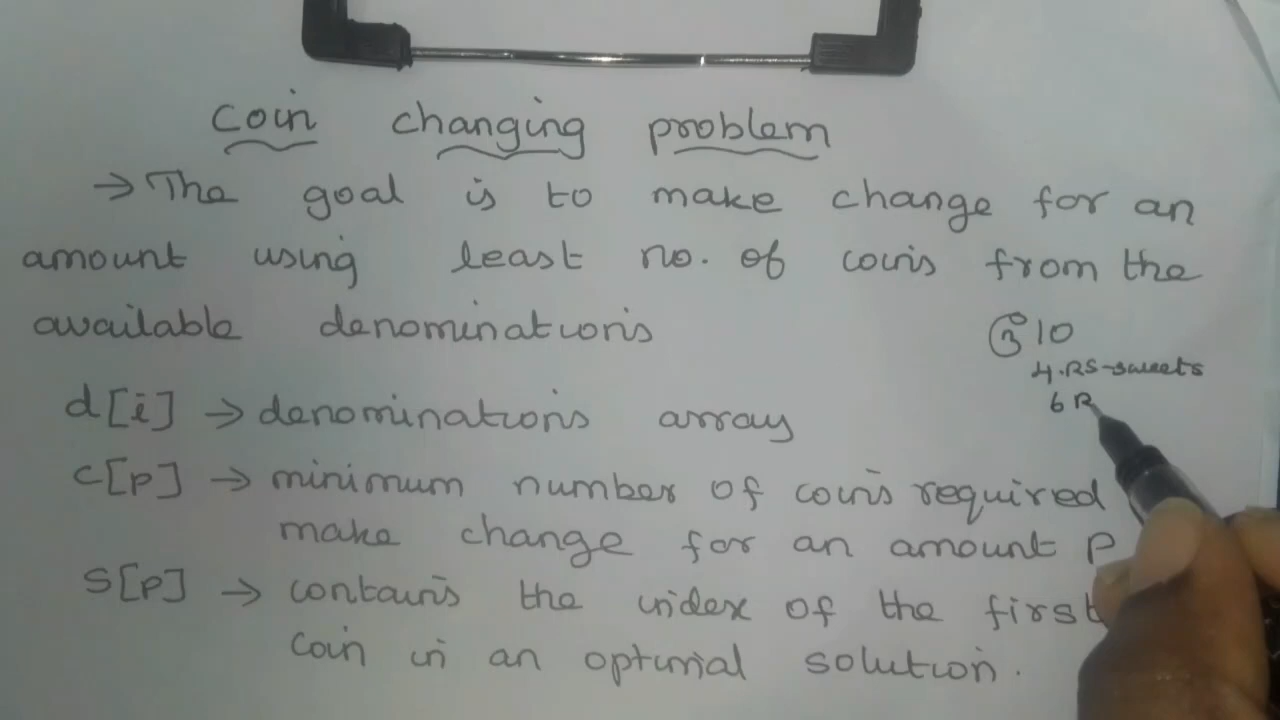 coin changing problem
→ The goal is to make change for an
amount using least no. of coins from the
available denominations
10
4.RS-sweets
6 R
d[i] → denominations array
c[p] → minimum number of coins required
make change for an amount P
S[p] → contains the index of the first
coin in an optimal solution.